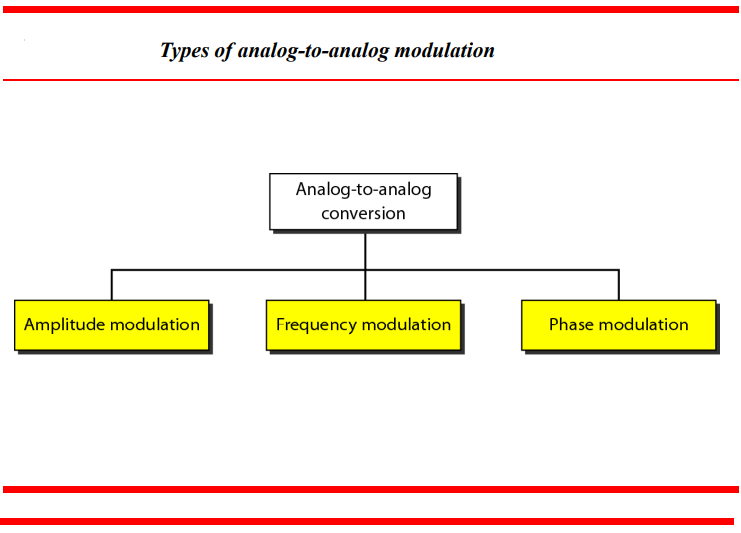 Types of analog-to-analog modulation
Analog-to-analog
conversion
Amplitude modulation
Frequency modulation
Phase modulation